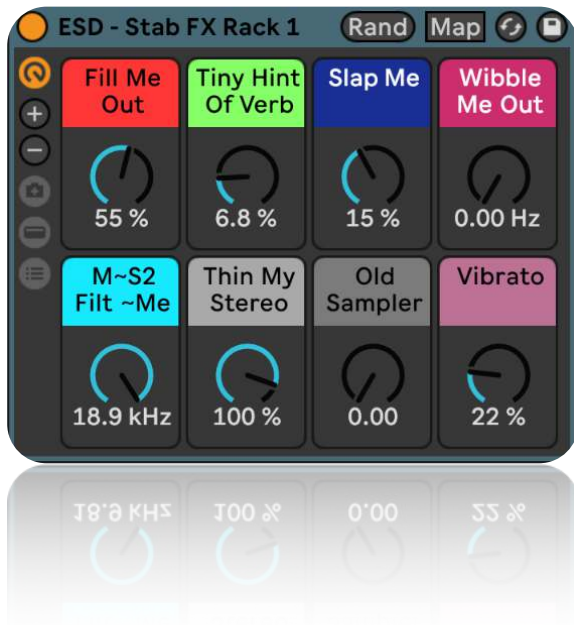 ESD - Stab FX Rack 1 Rand Map
Fill Me
Out
Tiny Hint
Of Verb
Slap Me
Wibble
Me Out
55 %
6.8 %
15 %
0.00 Hz
M~S2
Filt ~Me
Thin My
Stereo
Old
Sampler
Vibrato
18.9 kHz
100 %
0.00
22 %
18.9 kHz
100 %
0.00
22 %